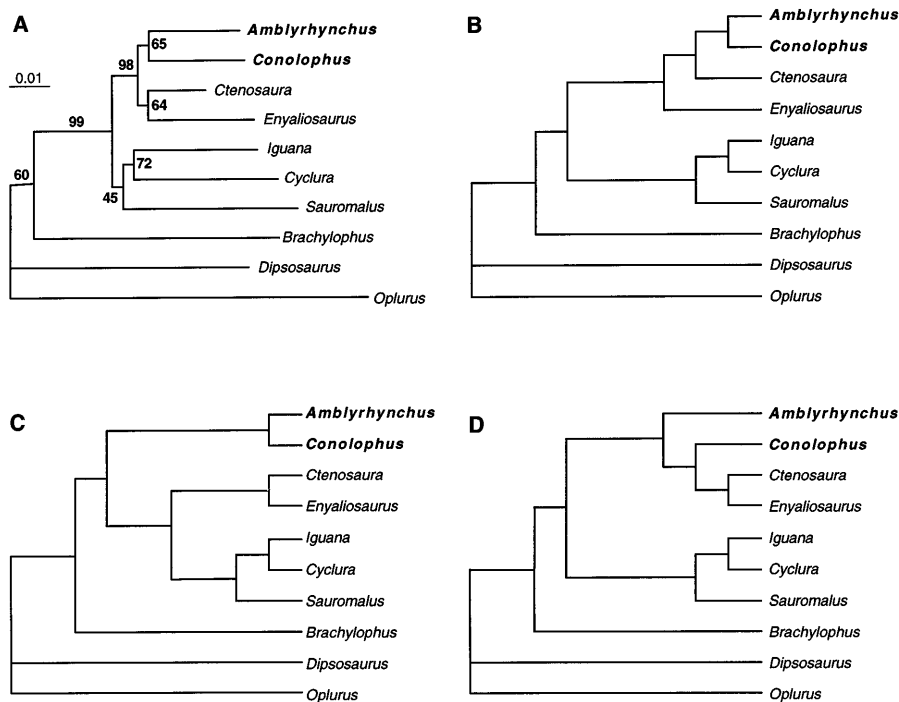 A
Amblyrhynchus
65
Conolophus
98
0.01
Ctenosaura
64
Enyaliosaurus
99
Iguana
72
Cyclura
60
45
Sauromalus
Brachylophus
Dipsosaurus
Oplurus
B
Amblyrhynchus
Conolophus
Ctenosaura
Enyaliosaurus
Iguana
Cyclura
Sauromalus
Brachylophus
Dipsosaurus
Oplurus
C
Amblyrhynchus
Conolophus
Ctenosaura
Enyaliosaurus
Iguana
Cyclura
Sauromalus
Brachylophus
Dipsosaurus
Oplurus
D
Amblyrhynchus
Conolophus
Ctenosaura
Enyaliosaurus
Iguana
Cyclura
Sauromalus
Brachylophus
Dipsosaurus
Oplurus